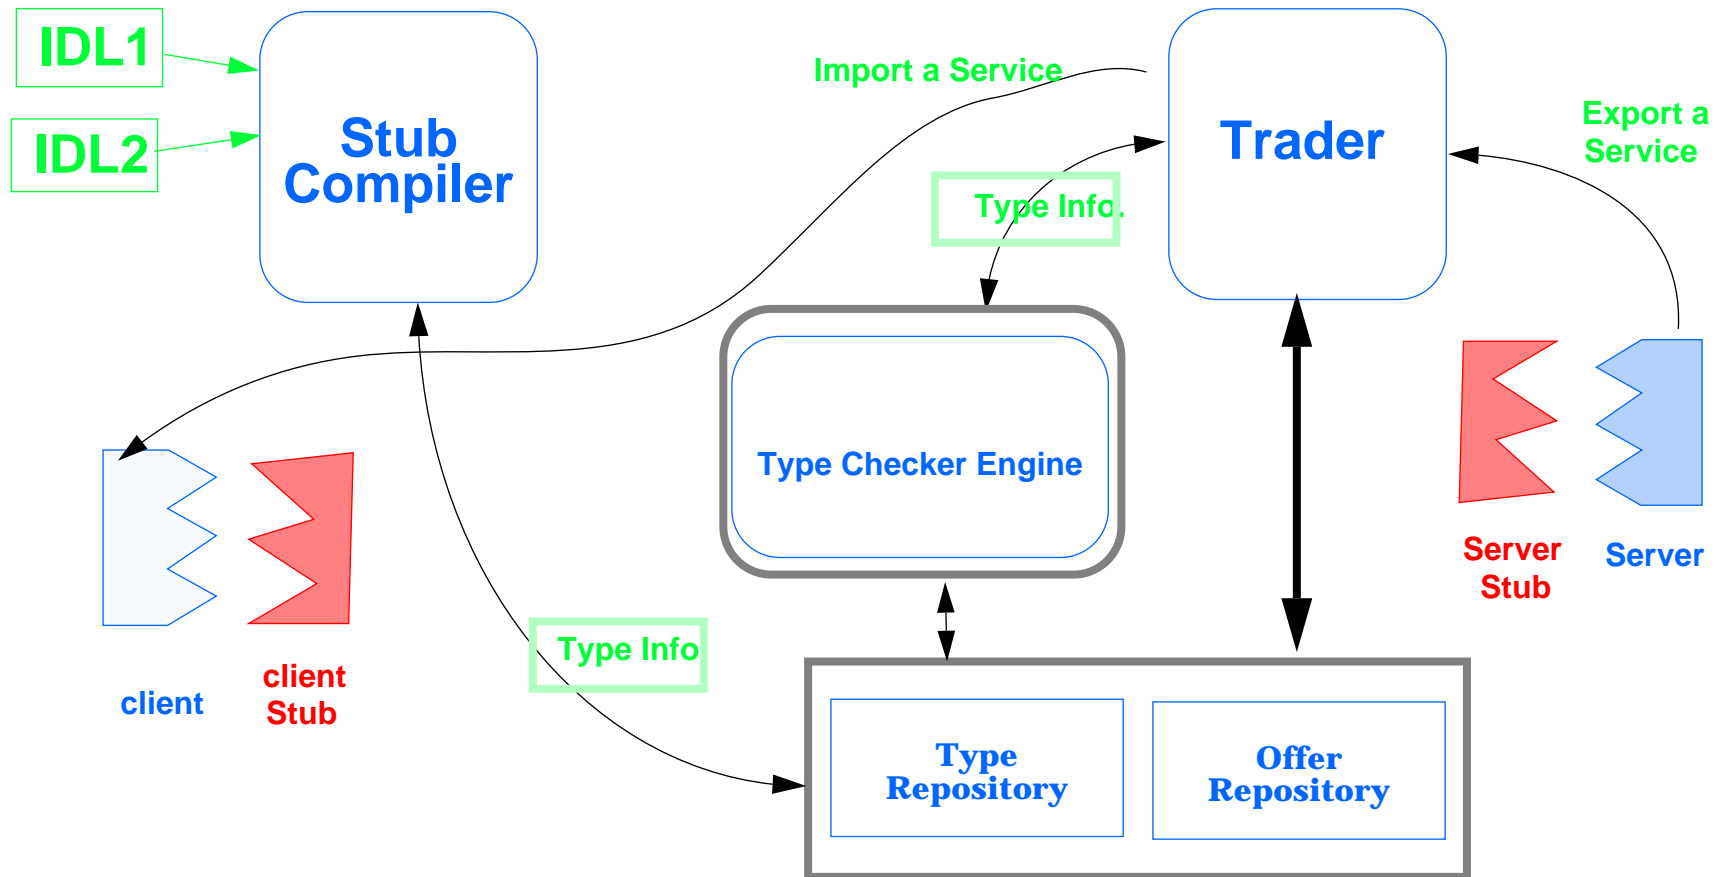 IDL1
IDL2
Stub
Compiler
Import a Service
Trader
Export a
Service
Type Info.
Type Checker Engine
Server
Stub
Server
Type Info
client
client
Stub
Type
Repository
Offer
Repository